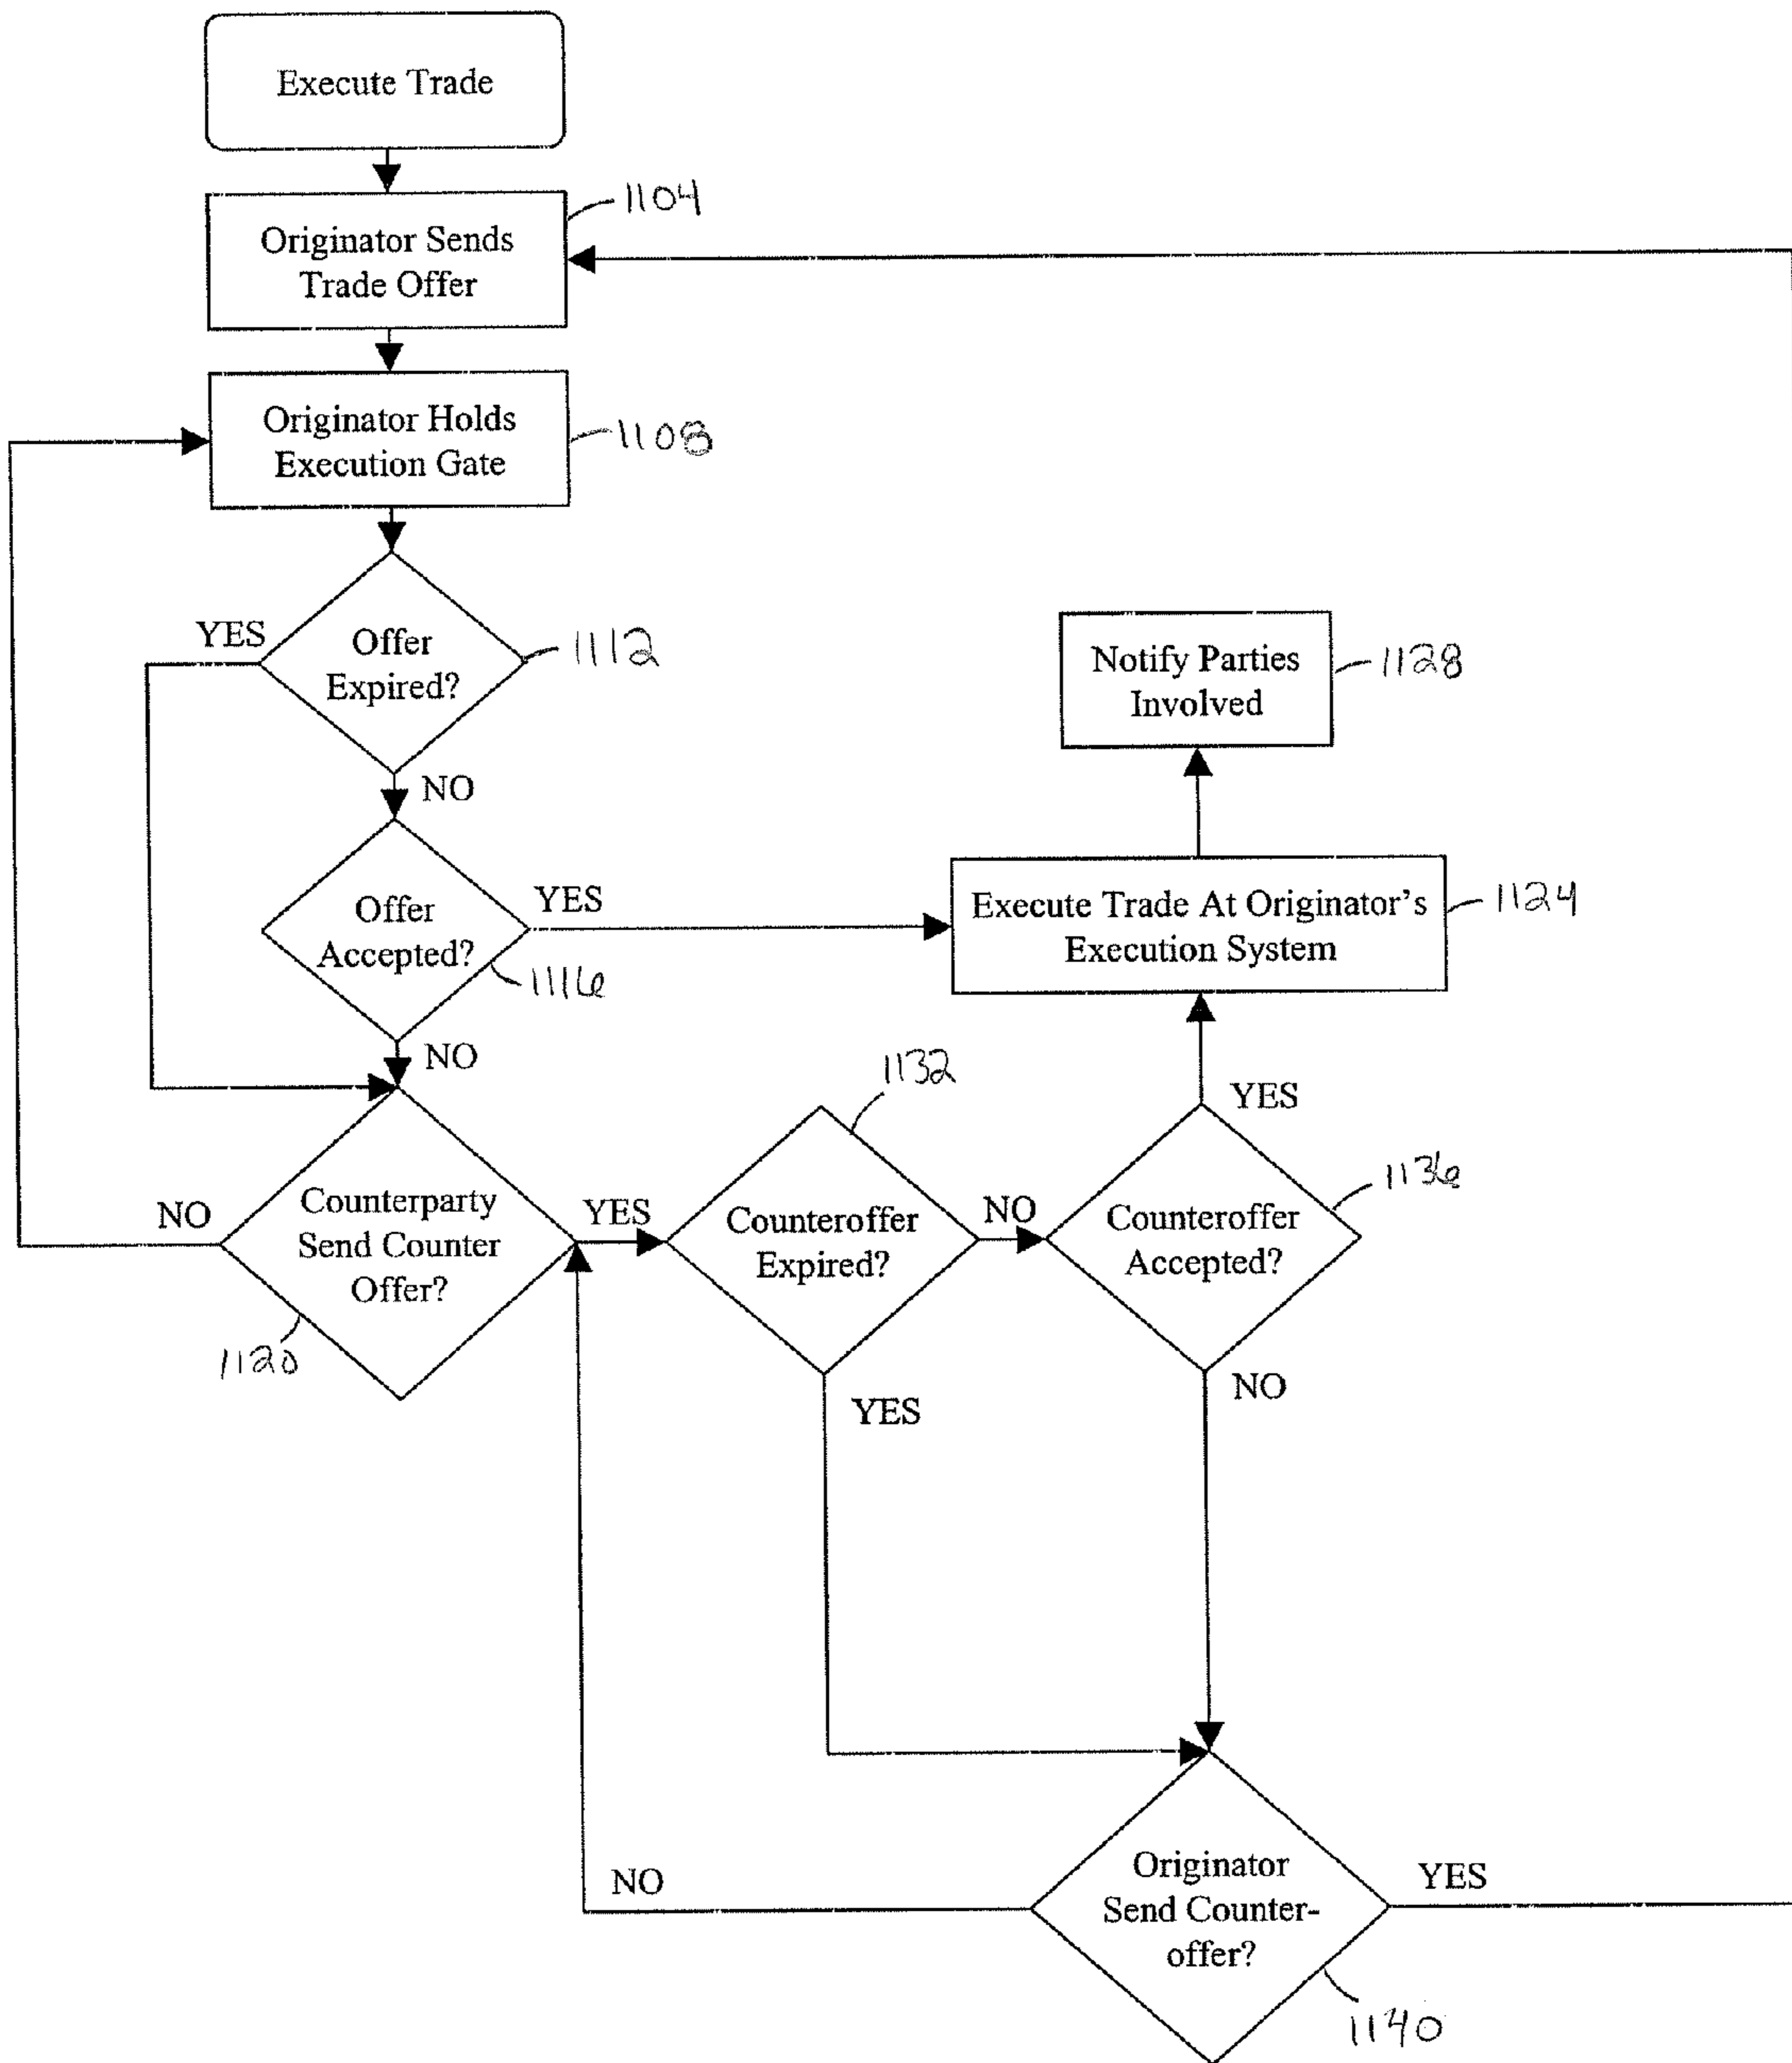 Execute Trade
Originator Sends
Trade Offer
1104
Originator Holds
Execution Gate
1108
YES
Offer
Expired?
1112
NO
Notify Parties
Involved
1128
Offer
Accepted?
YES
1116
NO
Execute Trade At Originator's
Execution System
1124
NO
Counterparty
Send Counter
Offer?
1120
YES
1132
Counteroffer
Expired?
NO
YES
YES
1136
Counteroffer
Accepted?
NO
NO
Originator
Send Counter-
offer?
YES
1140